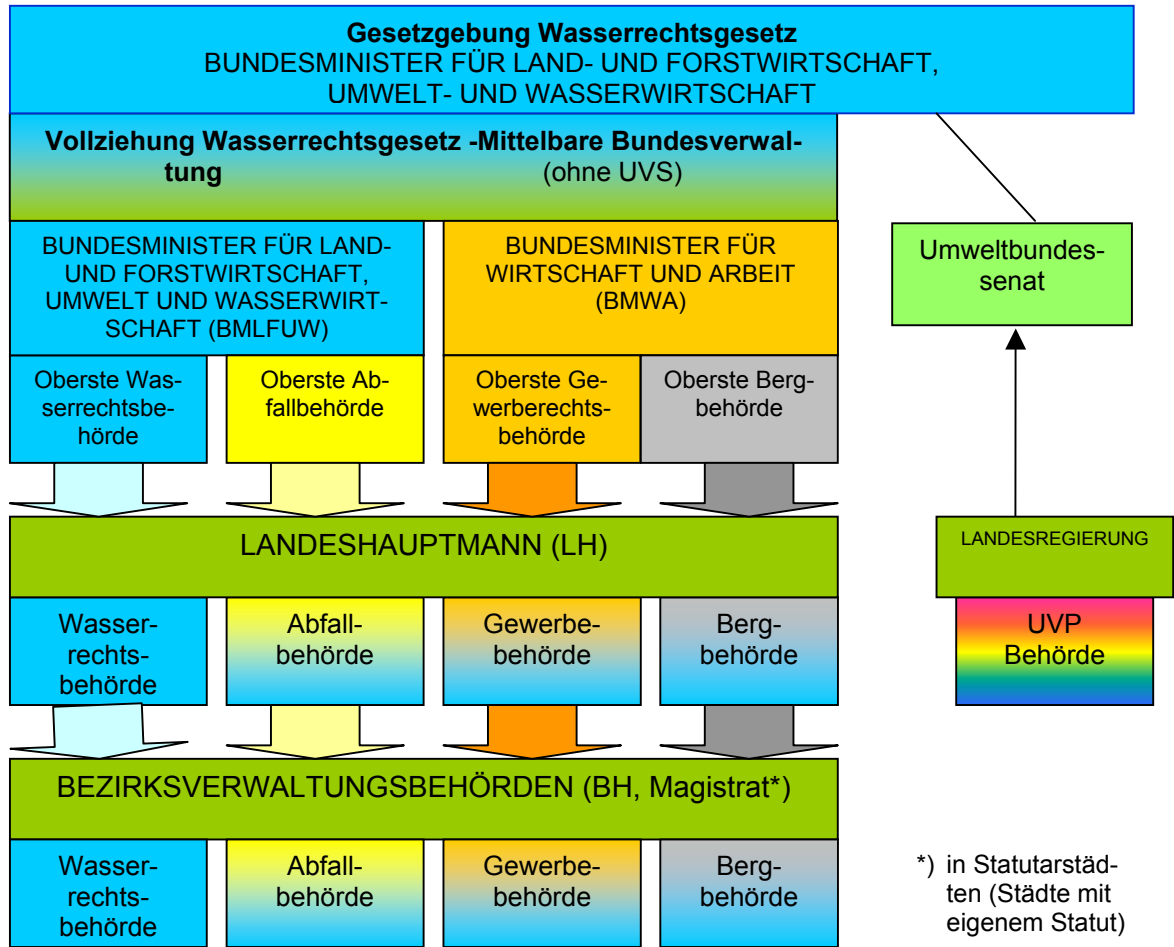 Gesetzgebung Wasserrechtsgesetz
BUNDESMINISTER FÜR LAND- UND FORSTWIRTSCHAFT,
UMWELT- UND WASSERWIRTSCHAFT
Vollziehung Wasserrechtsgesetz -Mittelbare Bundesverwal-
tung (ohne UVS)
BUNDESMINISTER FÜR LAND-
UND FORSTWIRTSCHAFT,
UMWELT UND WASSERWIRT-
SCHAFT (BMLFUW)
BUNDESMINISTER FÜR
WIRTSCHAFT UND ARBEIT
(BMWA)
Umweltbundes-
senat
Oberste Was-
serrechtsbe-
hörde
Oberste Ab-
fallbehörde
Oberste Ge-
werberechts-
behörde
Oberste Berg-
behörde
LANDESHAUPTMANN (LH)
LANDESREGIERUNG
Wasser-
rechts-
behörde
Abfall-
behörde
Gewerbe-
behörde
Berg-
behörde
UVP
Behörde
BEZIRKSVERWALTUNGSBEHÖRDEN (BH, Magistrat*)
Wasser-
rechts-
behörde
Abfall-
behörde
Gewerbe-
behörde
Berg-
behörde
*) in Statutarstäd-
ten (Städte mit
eigenem Statut)